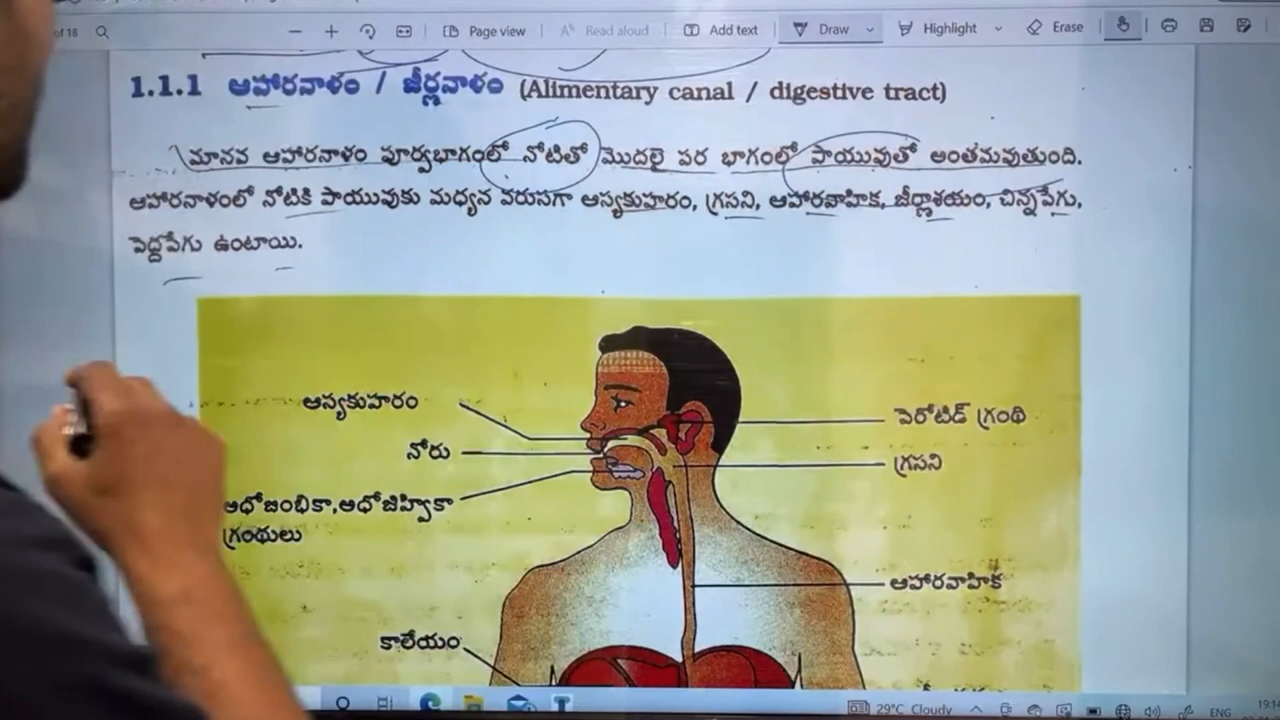 of 18
Page view
Read aloud
Add text
Draw
Highlight
Erase
1.1.1 ఆహారనాళం / జీర్ణనాళం (Alimentary canal / digestive tract)
మానవ ఆహారనాళం పూర్వభాగంలో నోటితో మొదలై పర భాగంలో పాయువుతో అంతమవుతుంది.
ఆహారనాళంలో నోటికి పాయువుకు మధ్యన వరుసగా ఆస్యకుహరం, గ్రసని, ఆహారవాహిక, జీర్ణాశయం, చిన్నపేగు,
పెద్దపేగు ఉంటాయి.
ఆస్యకుహరం
పెరోటిడ్ గ్రంథి
నోరు
గ్రసని
అధోజంభికా,అధోజిహ్వికా
గ్రంథులు
ఆహారవాహిక
కాలేయం
29°C Cloudy
ENG